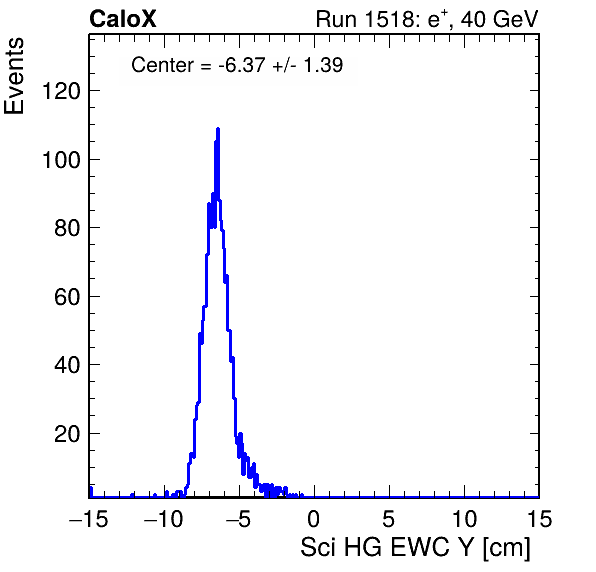 CaloX Run 1518: e⁺, 40 GeV
Center = -6.37 +/- 1.39
Events
120
100
80
60
40
20
−15 −10 −5 0 5 10 15
Sci HG EWC Y [cm]